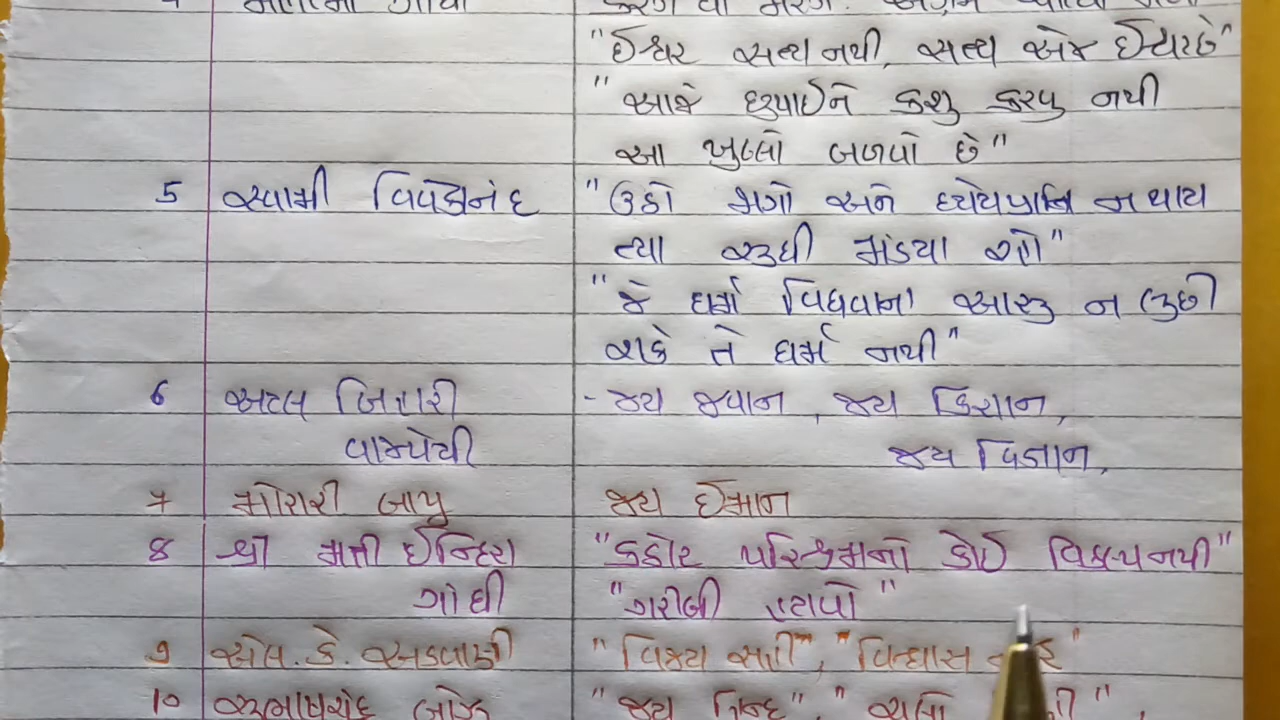 "ઈશ્વર સત્ય નથી, સત્ય એજ ઈશ્વર છે"
"આજે છુપાઈને કશુ કરવુ નથી
આ ખુલ્લો બળવો છે"
5 સ્વામી વિવેકાનંદ "ઉઠો જાગો અને ધ્યેયપ્રાપ્તિ ન થાય
ત્યા સુધી મંડયા રહો"
"જે ધર્મ વિધવાના આસુ ન લુછી
શકે તે ધર્મ નથી"
6 અટલ બિહારી - જય જવાન, જય કિશાન,
વાજપેયી જય વિજ્ઞાન,
7 મોરારી બાપુ જય ઈમાન
8 શ્રી મતી ઈન્દિરા "કઠોર પરિશ્રમનો કોઈ વિકલ્પ નથી"
ગાંધી "ગરીબી હટાવો"
9 એલ. કે. અડવાણી "વિજય
10 "જય હિન્દ", "ચલો